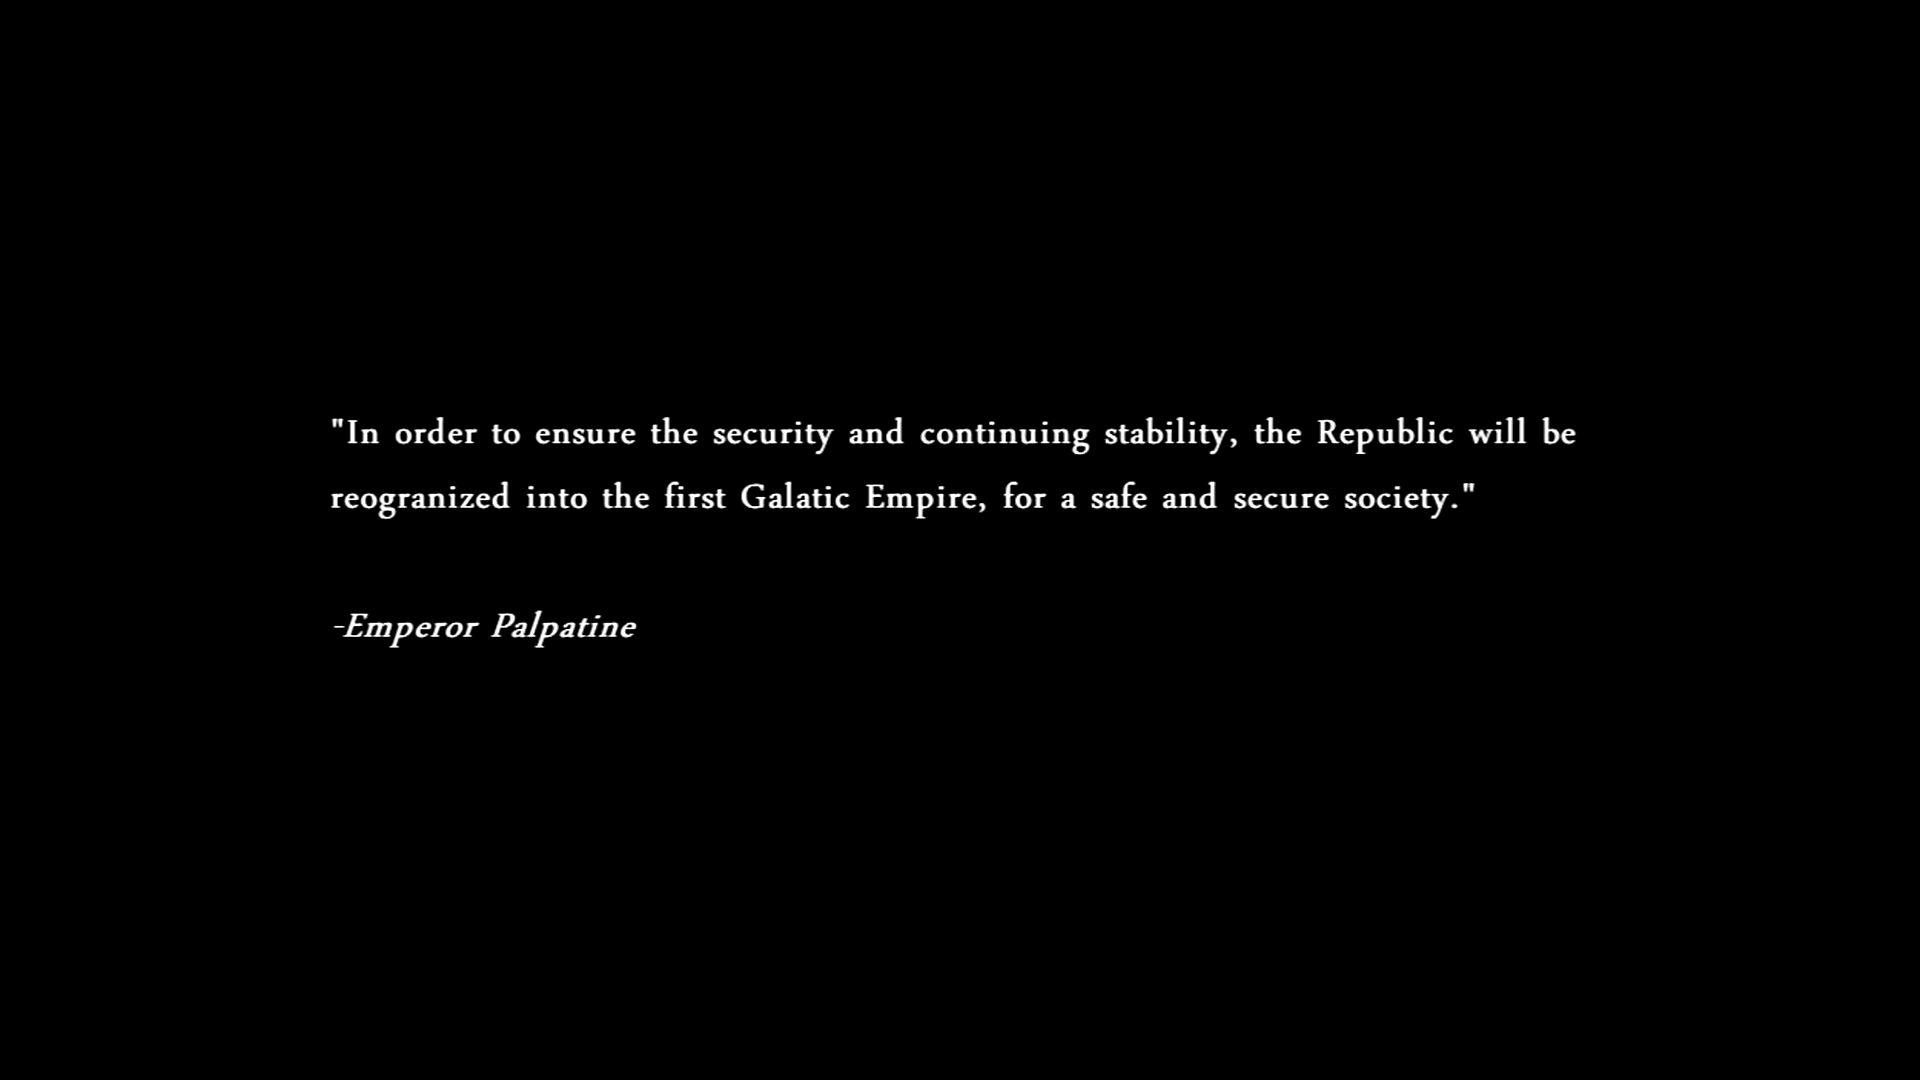 "In order to ensure the security and continuing stability, the Republic will be
reogranized into the first Galatic Empire, for a safe and secure society."
-Emperor Palpatine